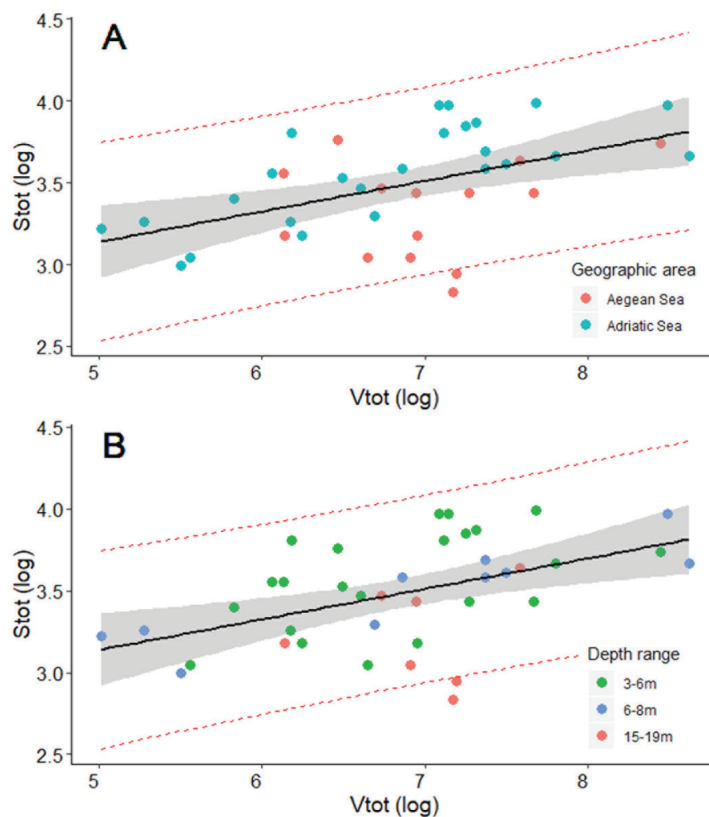 A
4.5
4.0
3.5
3.0
2.5
Stot (log)
Geographic area
Aegean Sea
Adriatic Sea
5 6 7 8
Vtot (log)
B
4.5
4.0
3.5
3.0
2.5
Stot (log)
Depth range
3-6m
6-8m
15-19m
5 6 7 8
Vtot (log)